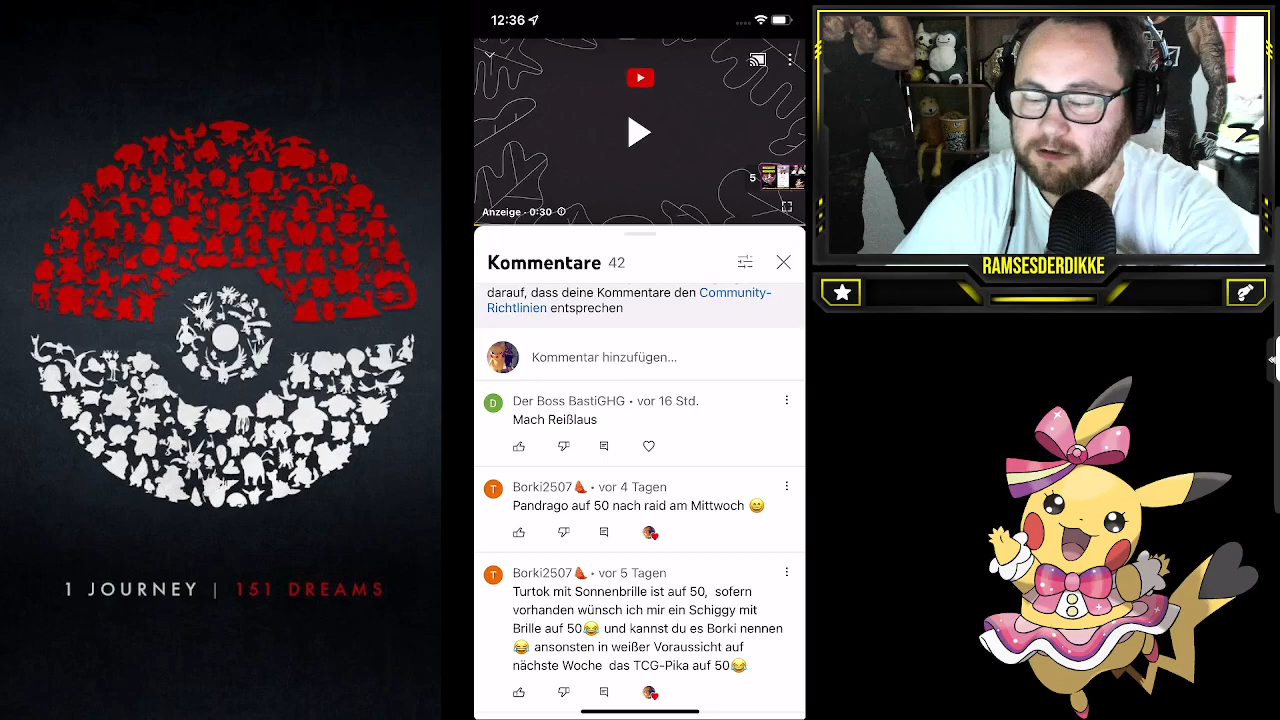 12:36
Anzeige · 0:30
5
Kommentare 42
darauf, dass deine Kommentare den Community-
Richtlinien entsprechen
Kommentar hinzufügen...
D
Der Boss BastiGHG • vor 16 Std.
Mach Reißlaus
T
Borki2507🍕 • vor 4 Tagen
Pandrago auf 50 nach raid am Mittwoch 😄
T
Borki2507🍕 • vor 5 Tagen
Turtok mit Sonnenbrille ist auf 50, sofern
vorhanden wünsch ich mir ein Schiggy mit
Brille auf 50😂 und kannst du es Borki nennen
😂 ansonsten in weißer Voraussicht auf
nächste Woche das TCG-Pika auf 50😂
1 JOURNEY | 151 DREAMS
RAMSESDERDIKKE